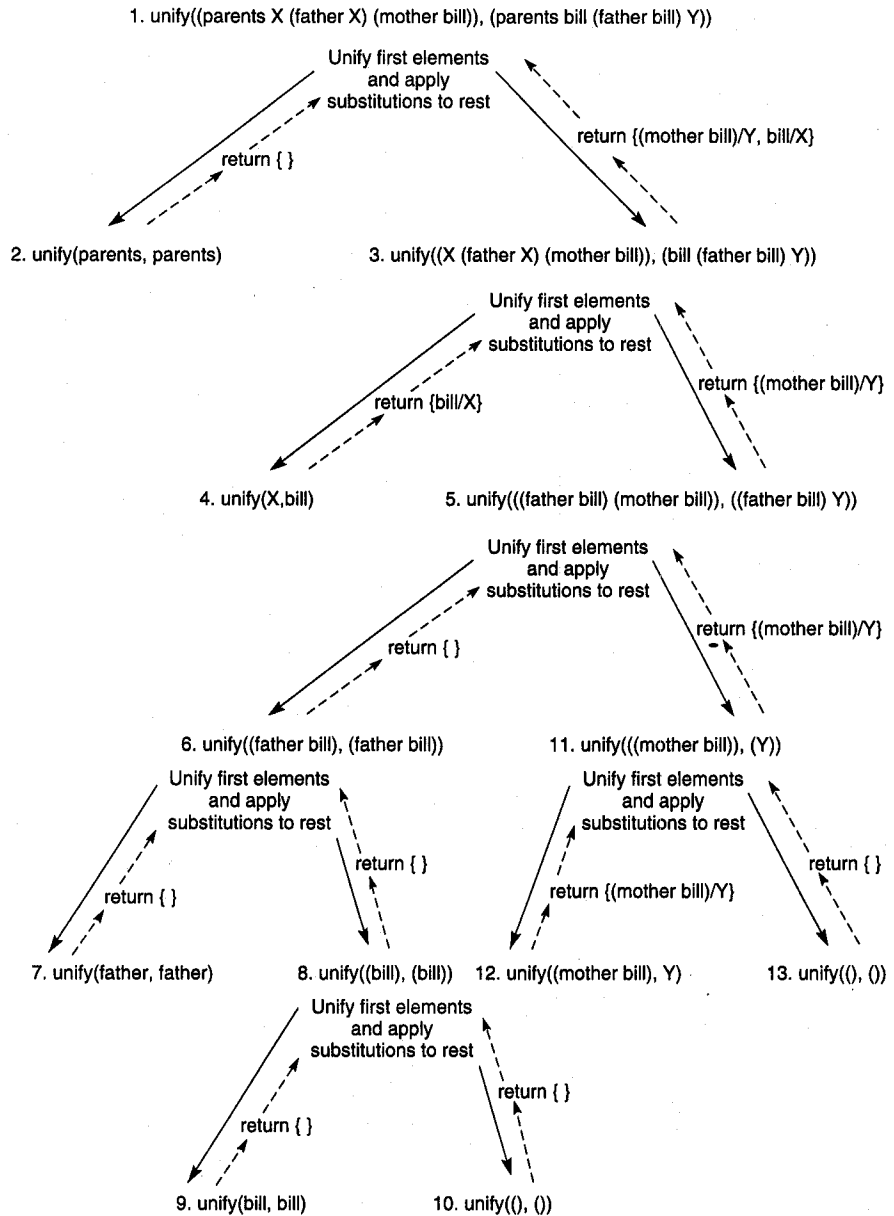 1. unify((parents X (father X) (mother bill)), (parents bill (father bill) Y))
Unify first elements
and apply
substitutions to rest
return { }
return {(mother bill)/Y, bill/X}
2. unify(parents, parents)
3. unify((X (father X) (mother bill)), (bill (father bill) Y))
Unify first elements
and apply
substitutions to rest
return {bill/X}
return {(mother bill)/Y}
4. unify(X,bill)
5. unify(((father bill) (mother bill)), ((father bill) Y))
Unify first elements
and apply
substitutions to rest
return { }
return {(mother bill)/Y}
6. unify((father bill), (father bill))
11. unify(((mother bill)), (Y))
Unify first elements
and apply
substitutions to rest
Unify first elements
and apply
substitutions to rest
return { }
return { }
return {(mother bill)/Y}
return { }
7. unify(father, father)
8. unify((bill), (bill))
12. unify((mother bill), Y)
13. unify((), ())
Unify first elements
and apply
substitutions to rest
return { }
return { }
9. unify(bill, bill)
10. unify((), ())